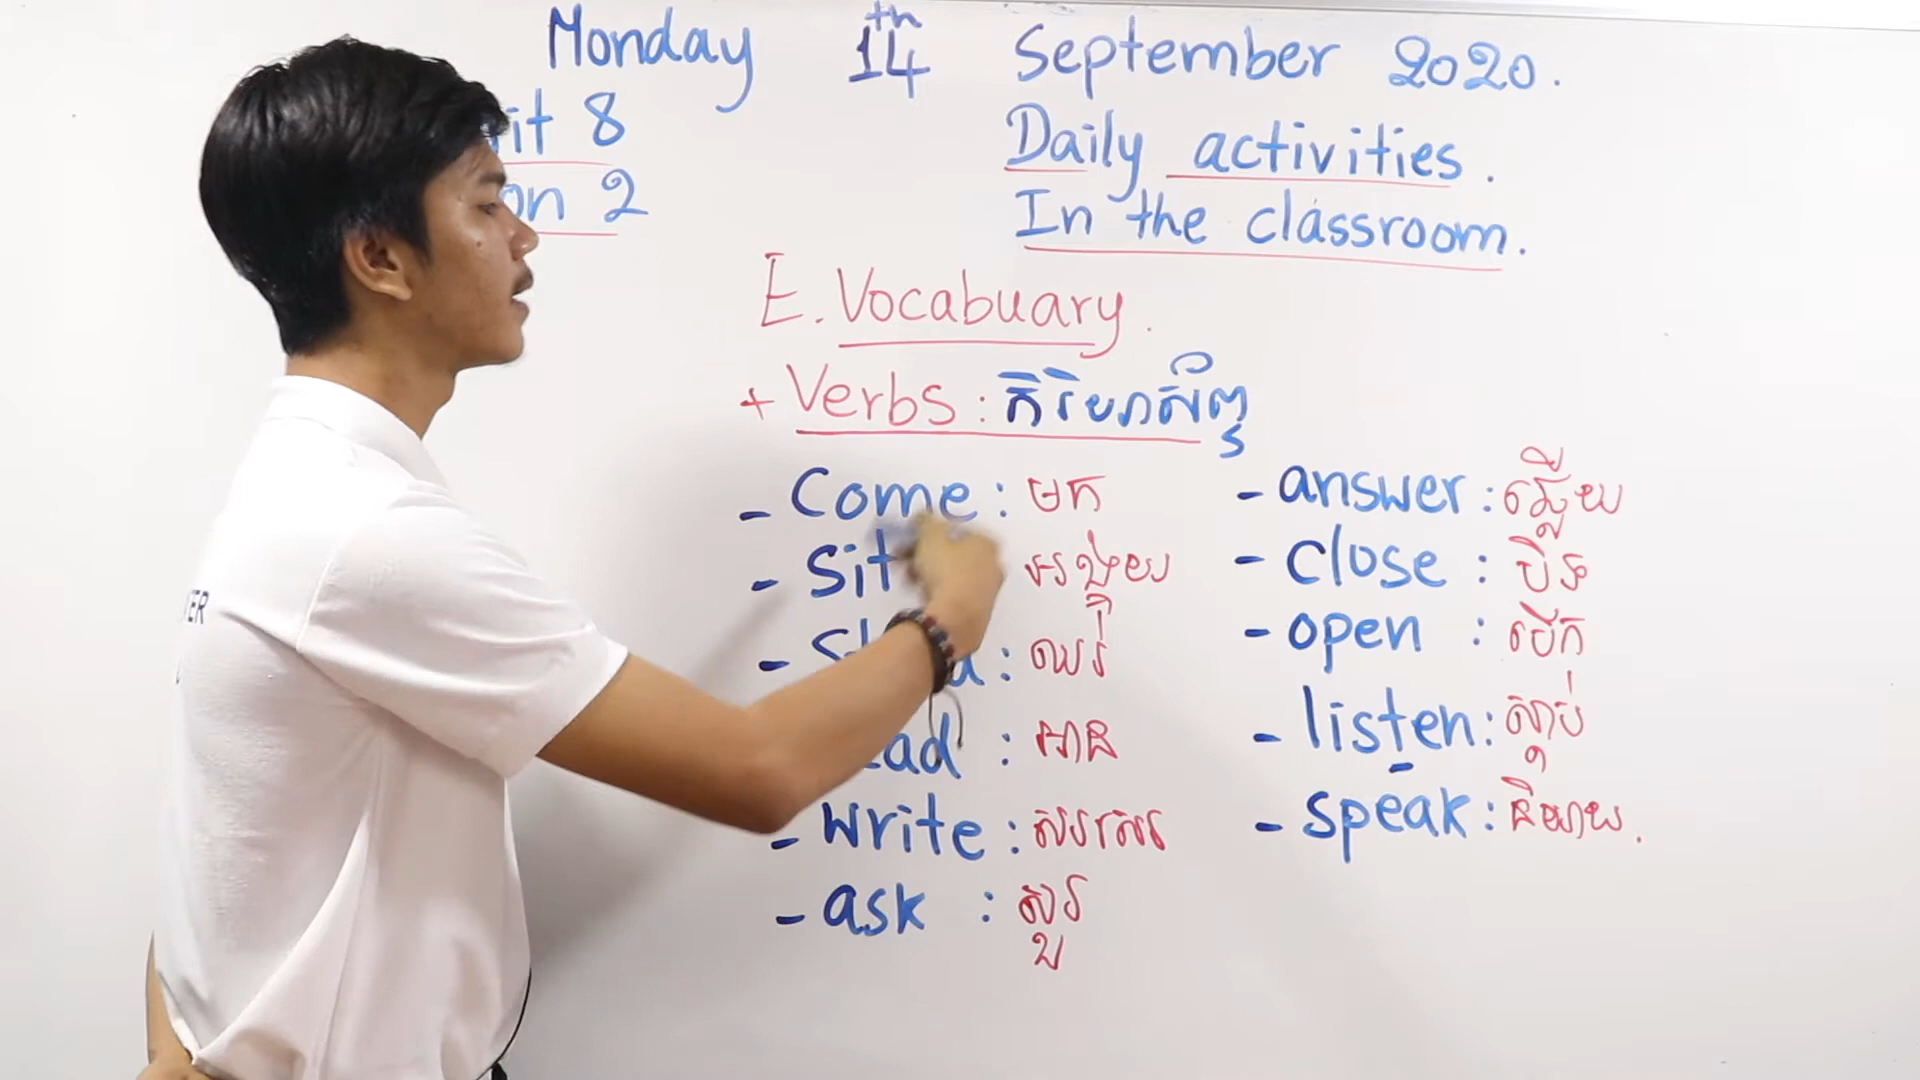 Monday 14th September 2020.
8 Daily activities.
2 In the classroom.
E. Vocabuary.
+ Verbs : កិរិយាស័ព្ទ
- Come : មក
- Sit អង្គុយ
- : ឈរ
: អាន
- write : សរសេរ
- ask : សួរ
- answer : ឆ្លើយ
- close : បិទ
- open : បើក
- listen : ស្តាប់
- speak : និយាយ.